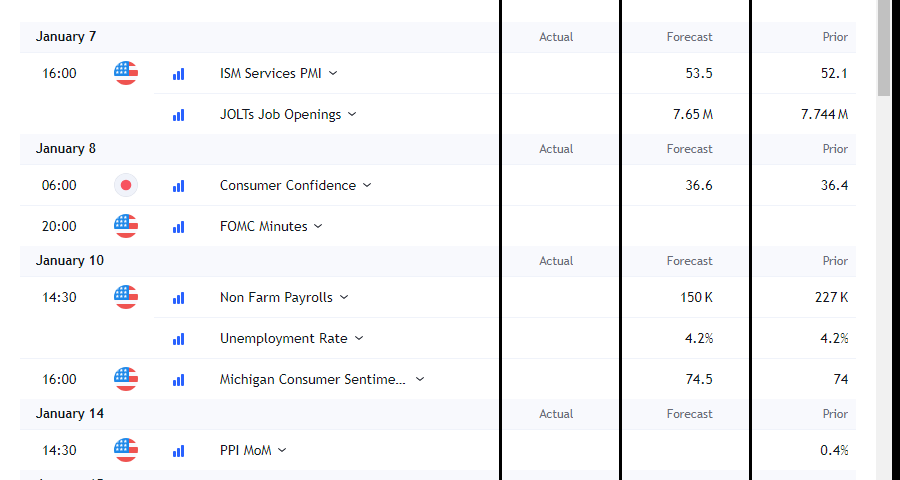 January 7 Actual Forecast Prior
16:00 ISM Services PMI 53.5 52.1
JOLTs Job Openings 7.65 M 7.744 M
January 8 Actual Forecast Prior
06:00 Consumer Confidence 36.6 36.4
20:00 FOMC Minutes
January 10 Actual Forecast Prior
14:30 Non Farm Payrolls 150 K 227 K
Unemployment Rate 4.2% 4.2%
16:00 Michigan Consumer Sentime... 74.5 74
January 14 Actual Forecast Prior
14:30 PPI MoM 0.4%